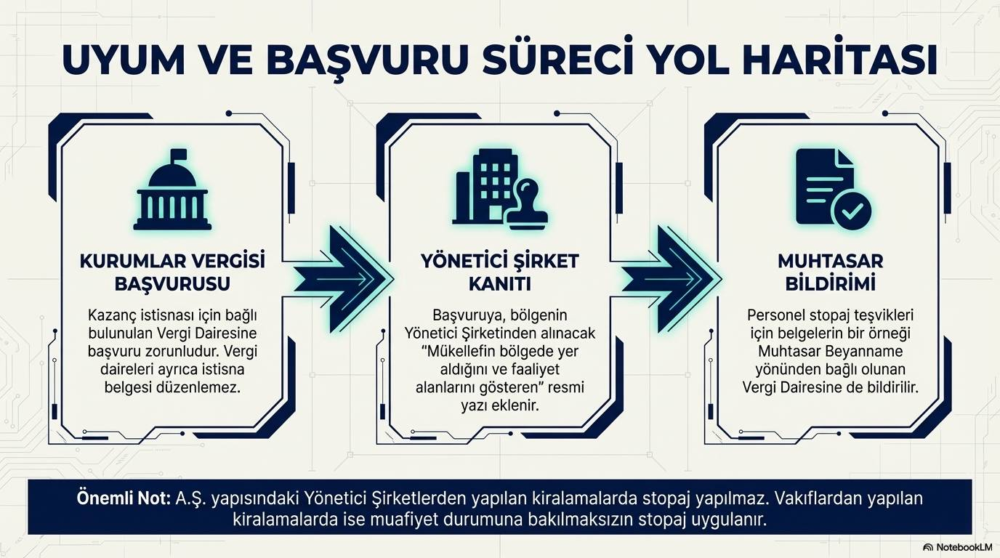 UYUM VE BAŞVURU SÜRECİ YOL HARİTASI
KURUMLAR VERGİSİ
BAŞVURUSU
Kazanç istisnası için bağlı
bulunulan Vergi Dairesine
başvuru zorunludur. Vergi
daireleri ayrıca istisna
belgesi düzenlemez.
YÖNETİCİ ŞİRKET
KANITI
Başvuruya, bölgenin
Yönetici Şirketinden alınacak
“Mükellefin bölgede yer
aldığını ve faaliyet
alanlarını gösteren” resmi
yazı eklenir.
MUHTASAR
BİLDİRİMİ
Personel stopaj teşvikleri
için belgelerin bir örneği
Muhtasar Beyanname
yönünden bağlı olunan
Vergi Dairesine de bildirilir.
Önemli Not: A.Ş. yapısındaki Yönetici Şirketlerden yapılan kiralamalarda stopaj yapılmaz. Vakıflardan yapılan
kiralamalarda ise muafiyet durumuna bakılmaksızın stopaj uygulanır.
NotebookLM